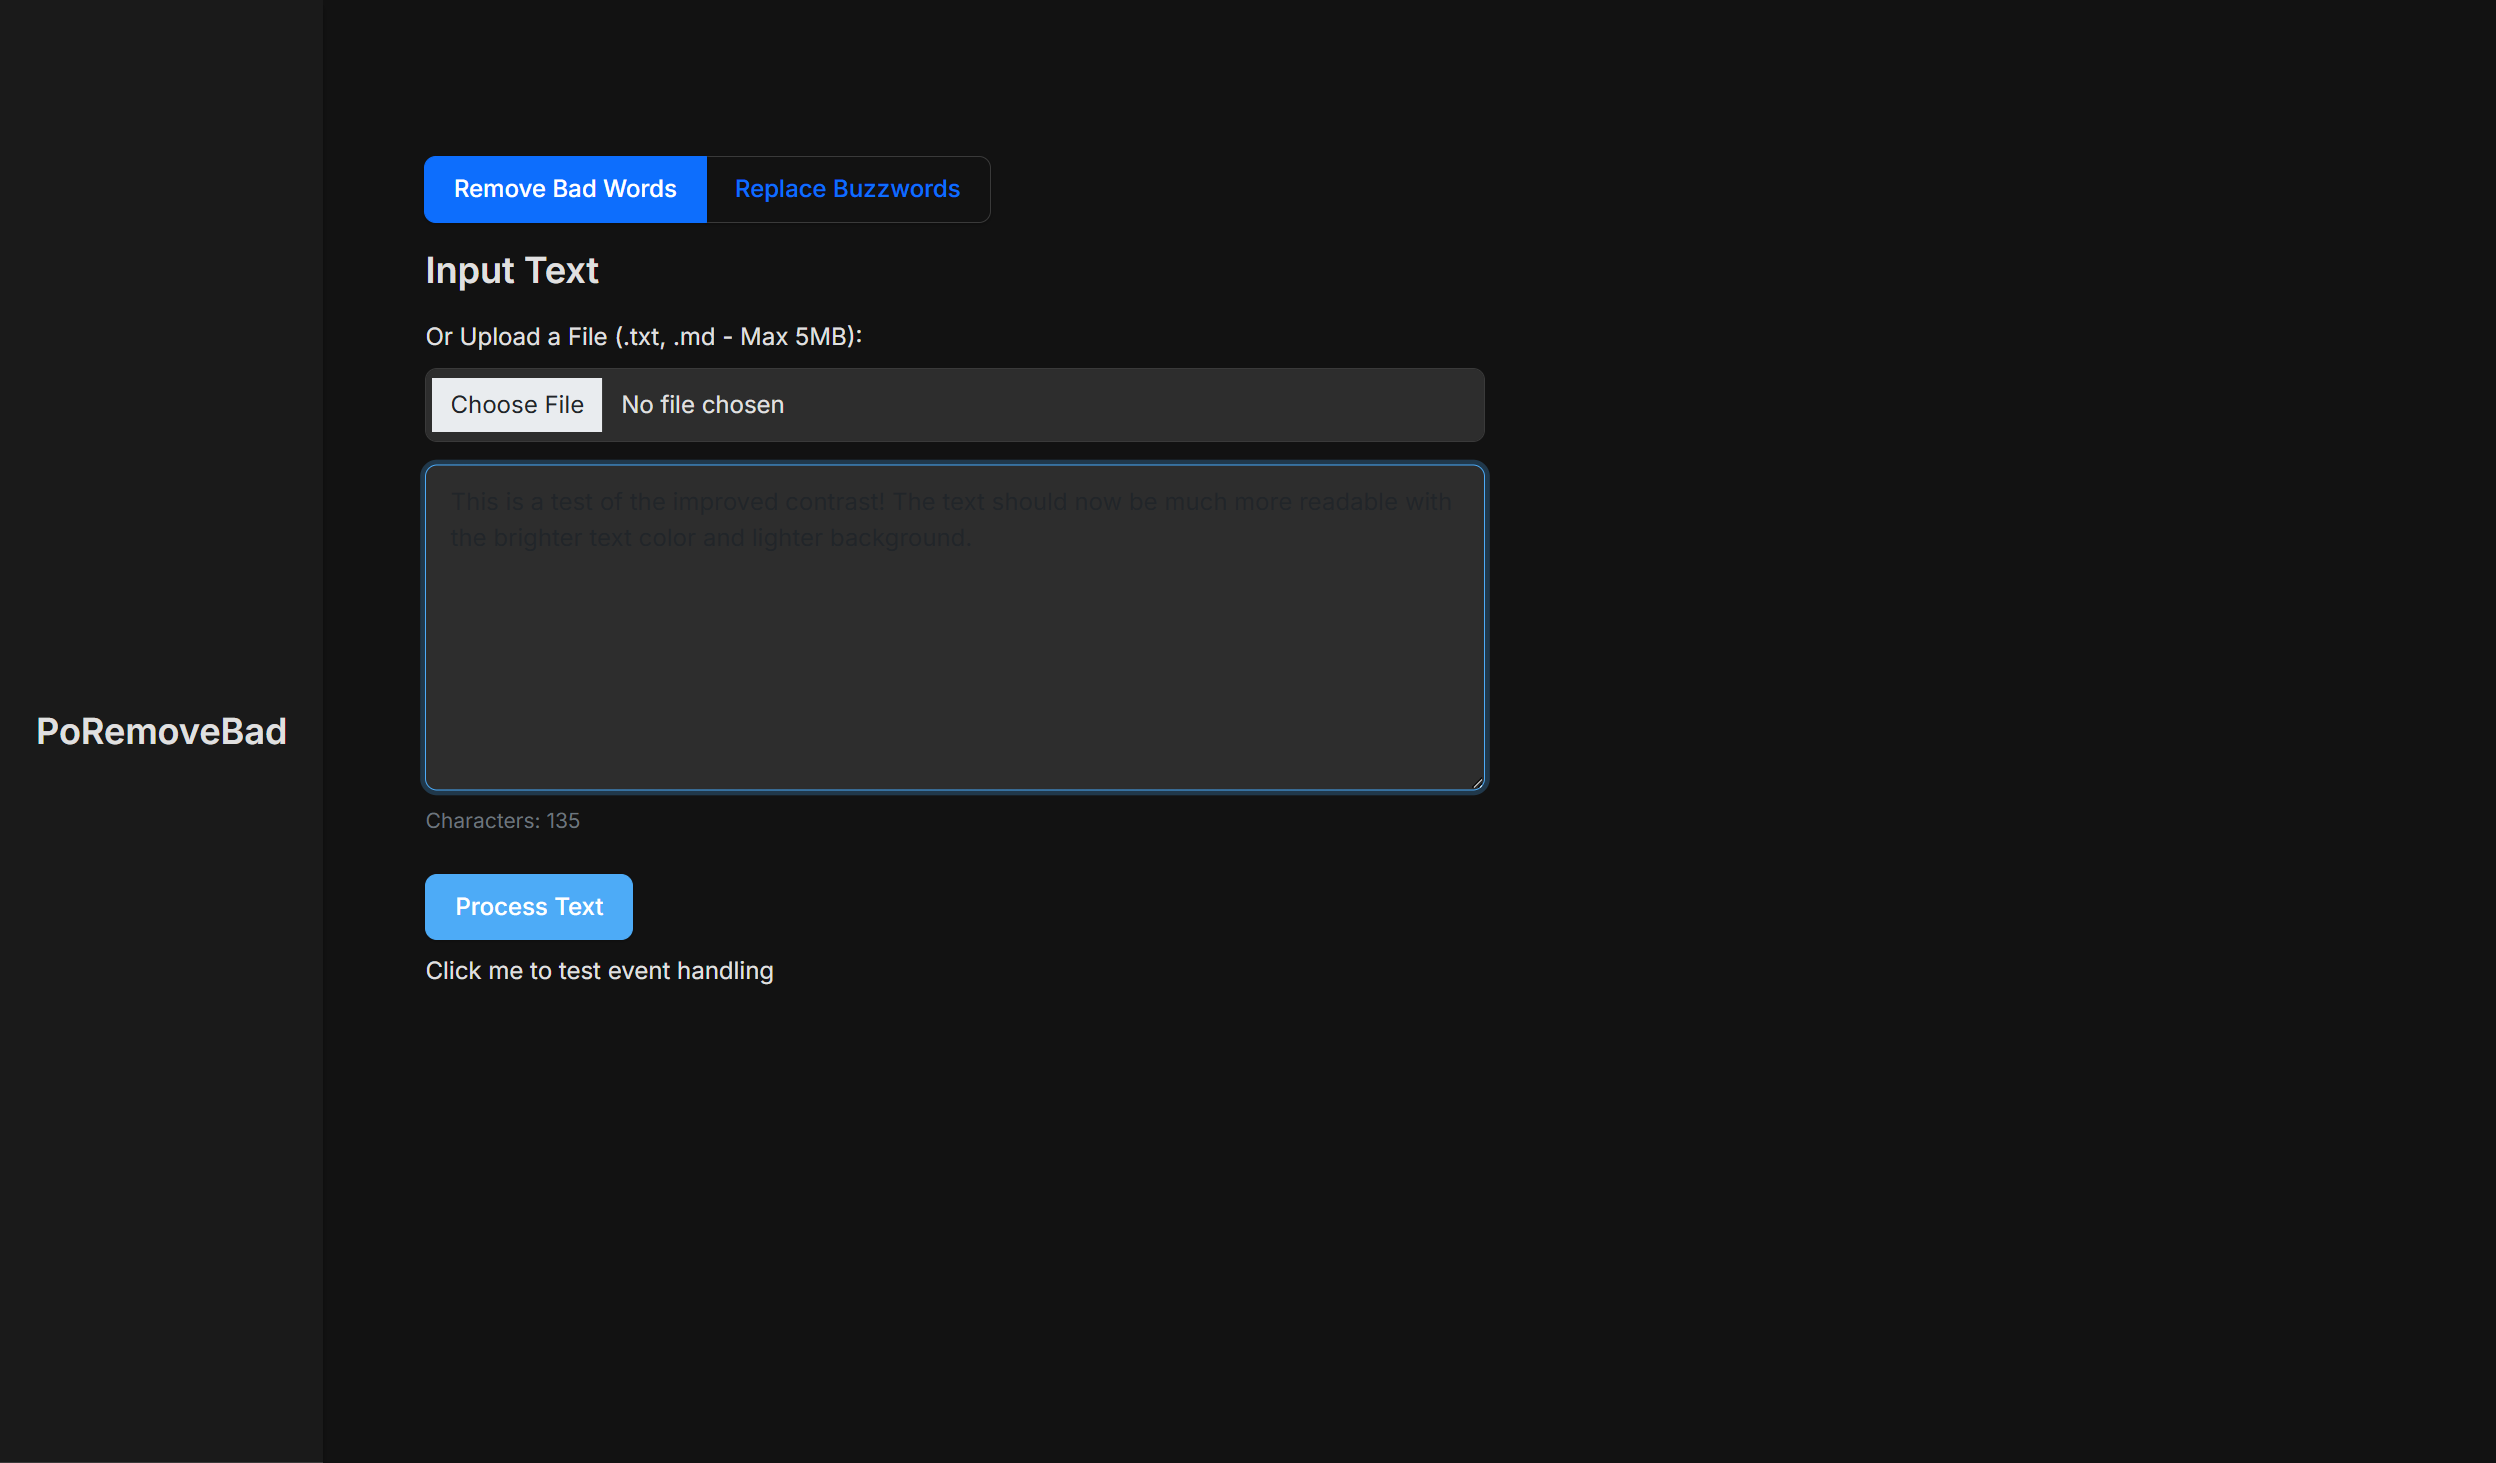 Remove Bad Words
Replace Buzzwords
Input Text
Or Upload a File (.txt, .md - Max 5MB):
Choose File
No file chosen
This is a test of the improved contrast! The text should now be much more readable with
the brighter text color and lighter background.
PoRemoveBad
Characters: 135
Process Text
Click me to test event handling